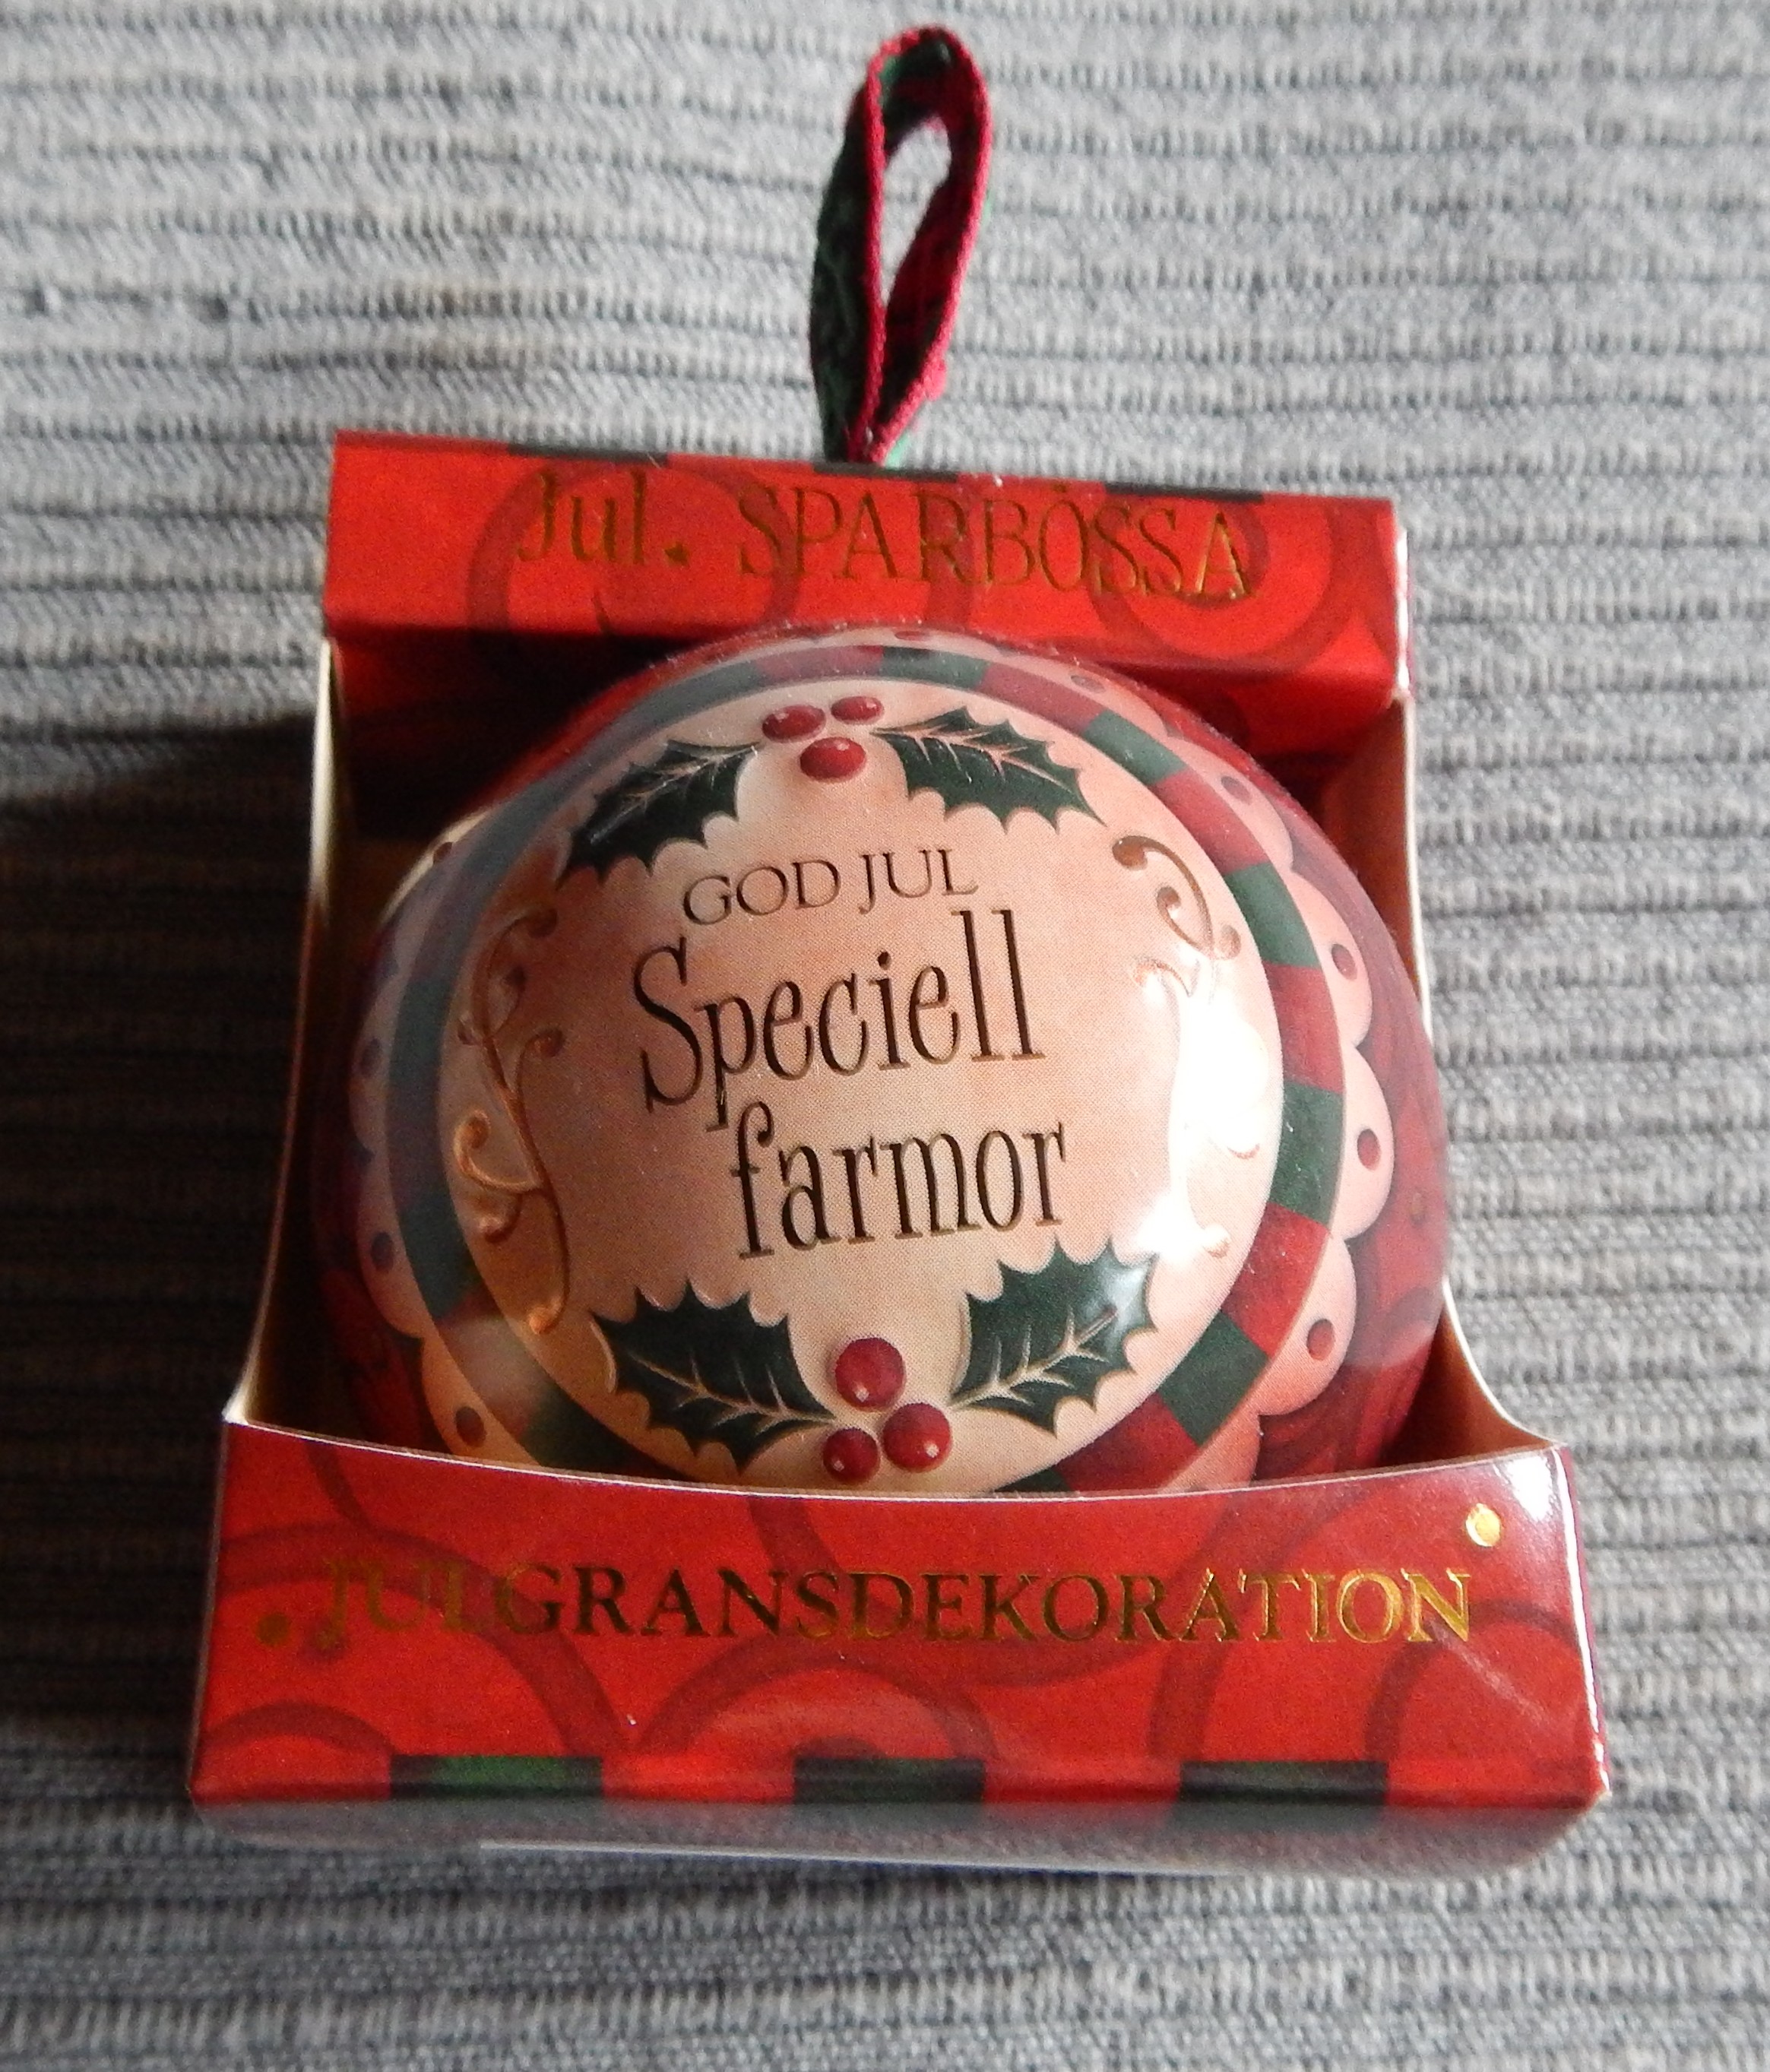 Jul. SPARBÖSSA
GOD JUL
Speciell
farmor
JULGRANSDEKORATION